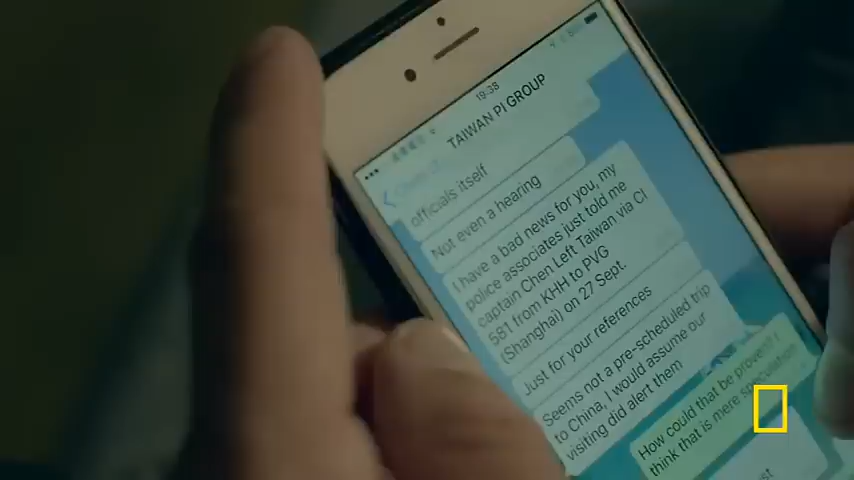 19:38
TAIWAN PI GROUP
officials itself
Not even a hearing
I have a bad news for you, my
police associates just told me
captain Chen Left Taiwan via CI
581 from KHH to PVG
(Shanghai) on 27 Sept.
Just for your references
Seems not a pre-scheduled trip
to China, I would assume our
visiting did alert them
How could that be proven? I
think that is mere speculation